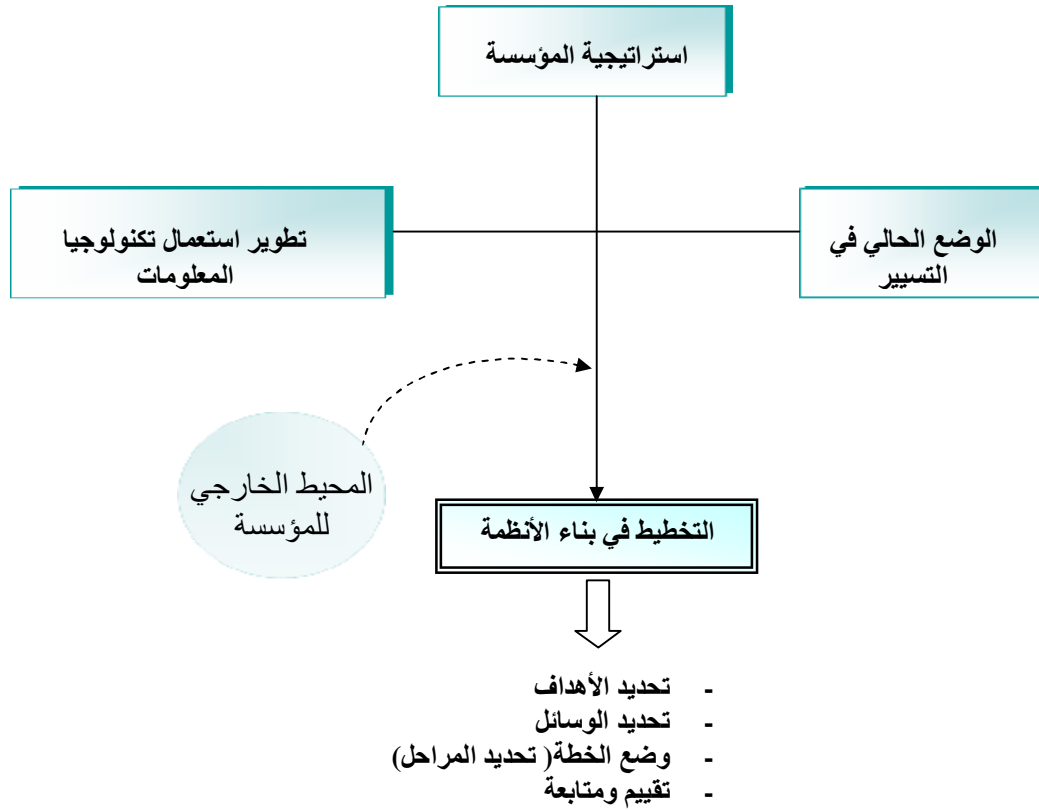 استراتيجية المؤسسة
الوضع الحالي في
التسيير
تطوير استعمال تكنولوجيا
المعلومات
المحيط الخارجي
للمؤسسة
التخطيط في بناء الأنظمة
- تحديد الأهداف
- تحديد الوسائل
- وضع الخطة( تحديد المراحل)
- تقييم ومتابعة